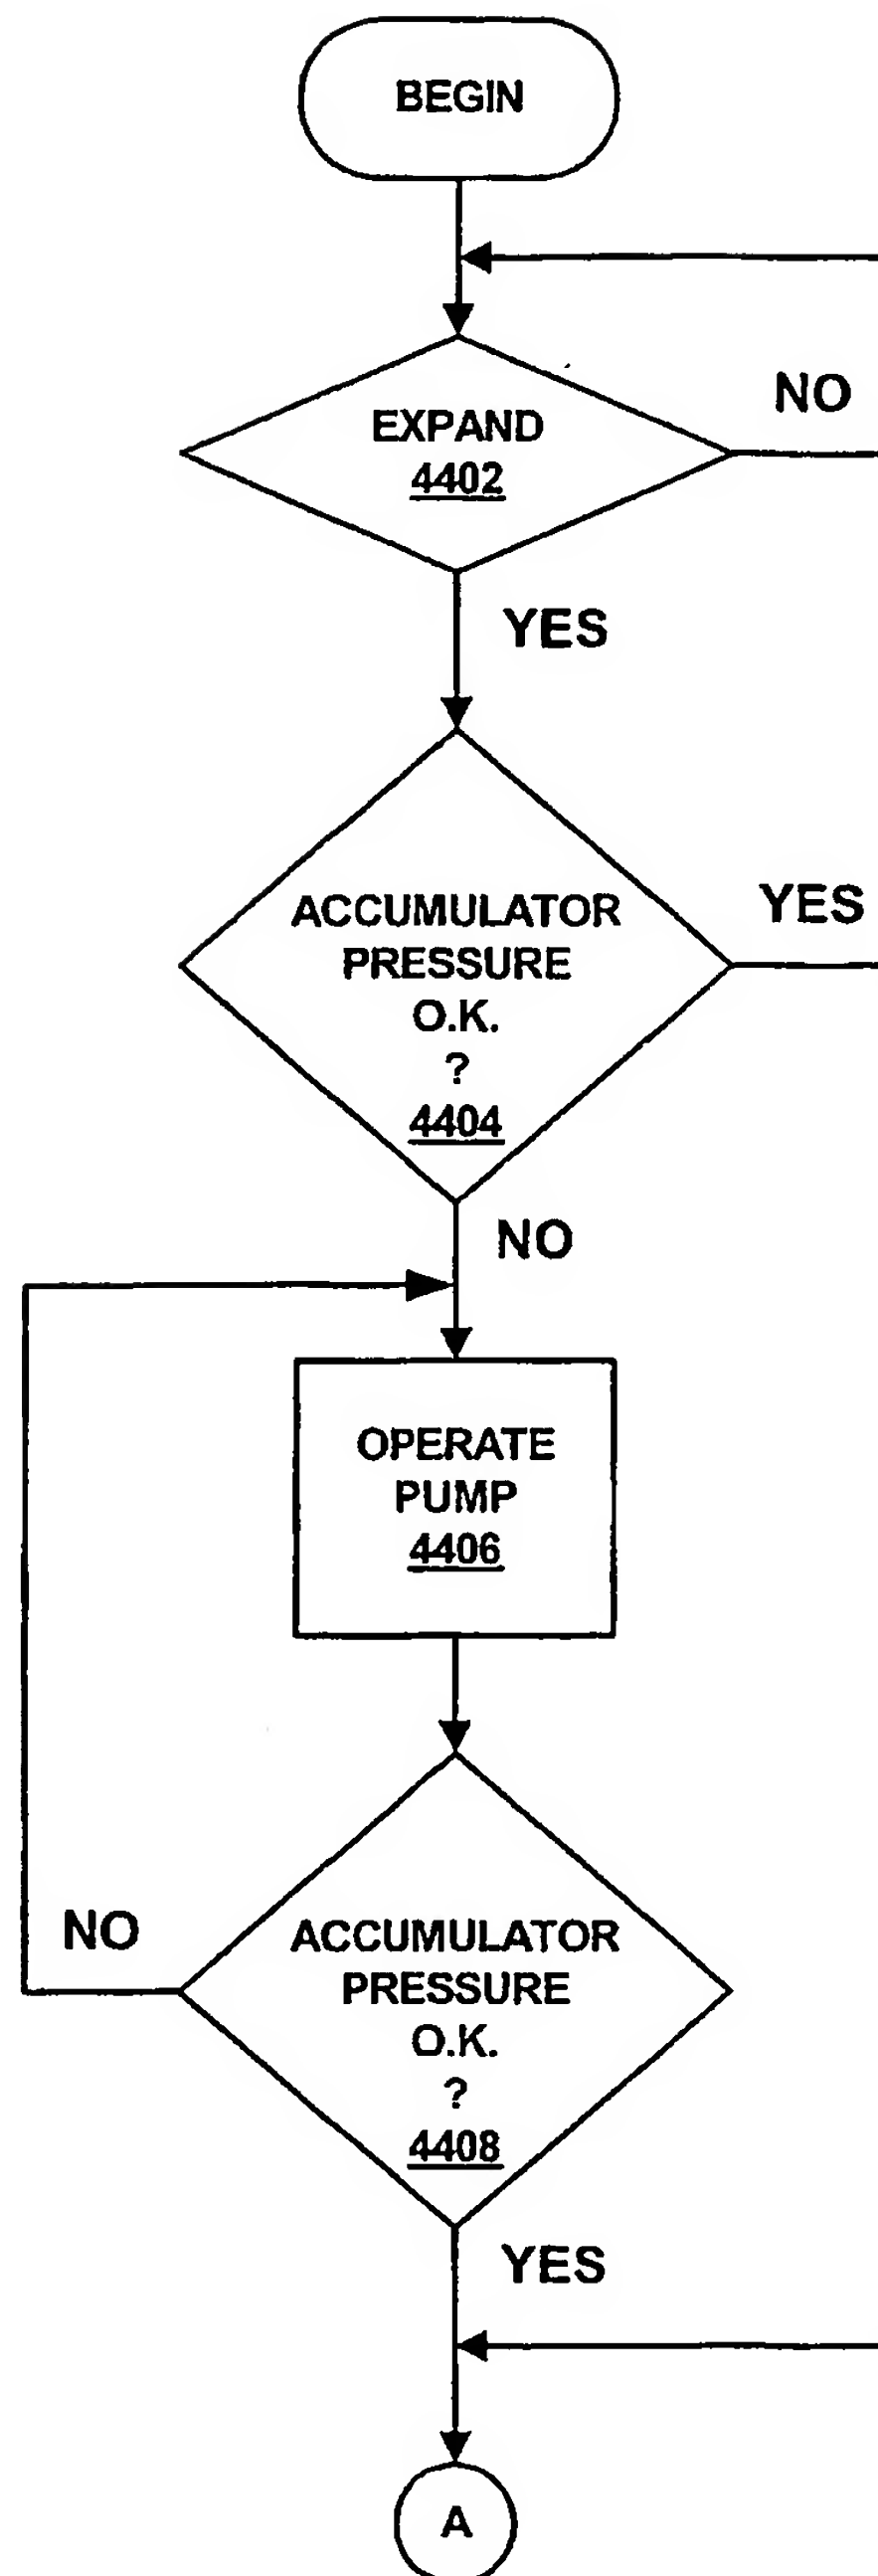 BEGIN
EXPAND
4402
NO
YES
ACCUMULATOR
PRESSURE
O.K.
?
4404
YES
NO
OPERATE
PUMP
4406
ACCUMULATOR
PRESSURE
O.K.
?
4408
NO
YES
A